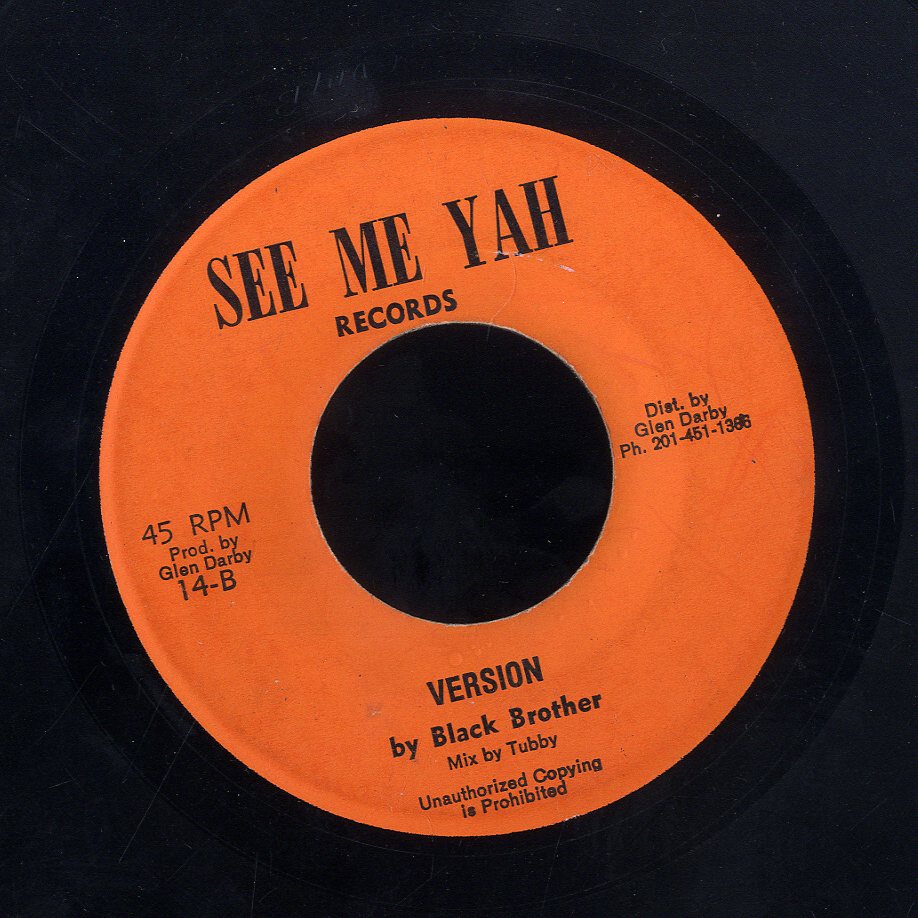 SEE ME YAH
RECORDS
Dist. by
Glen Darby
Ph. 201-451-1386
45 RPM
Prod. by
Glen Darby
14-B
VERSION
by Black Brother
Mix by Tubby
Unauthorized Copying
is Prohibited